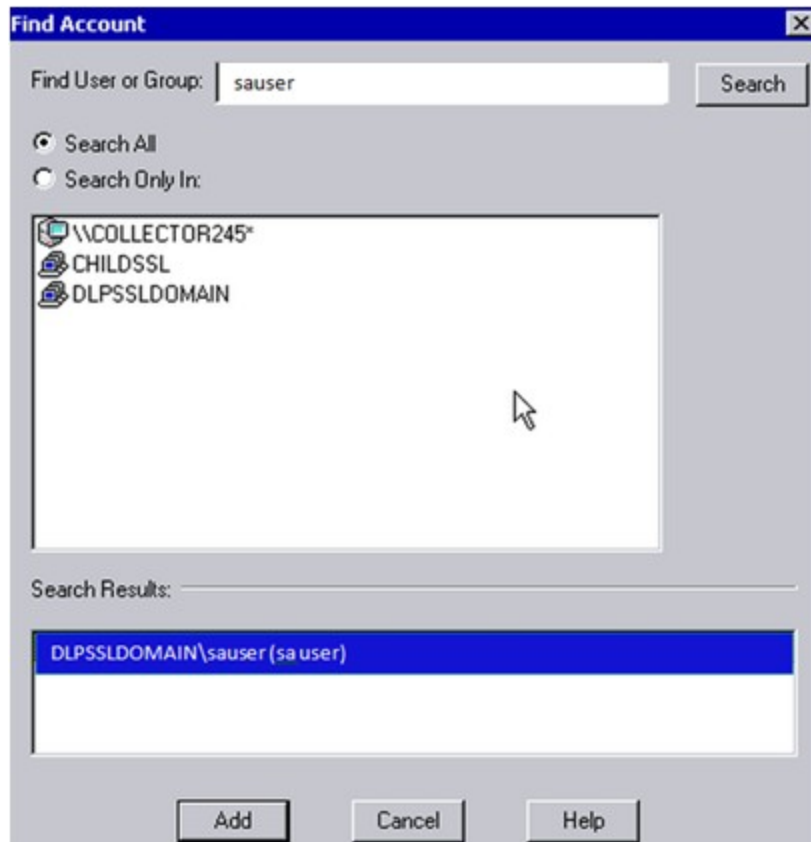 Find Account
Find User or Group: sauser Search
Search All
Search Only In:
\\COLLECTOR245*
CHILDSSL
DLPSSLDOMAIN
Search Results:
DLPSSLDOMAIN\sauser (sa user)
Add Cancel Help